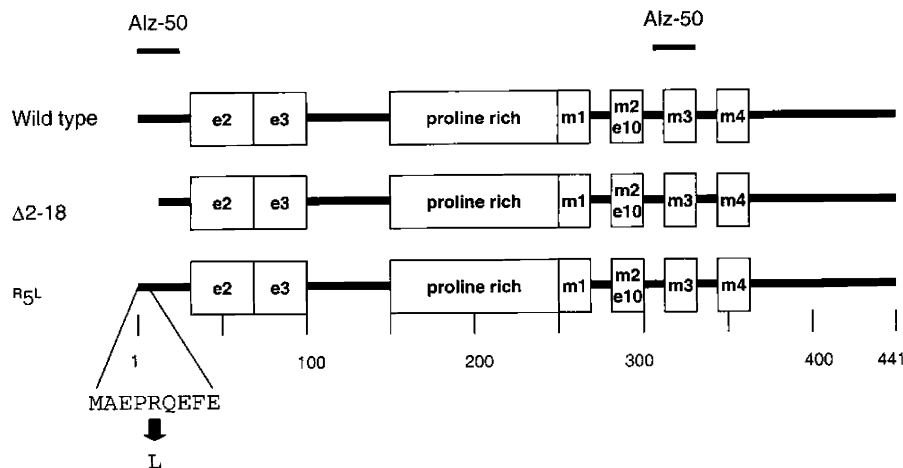 Alz-50 Alz-50
Wild type e2 e3 proline rich m1 m2 e10 m3 m4
Δ2-18 e2 e3 proline rich m1 m2 e10 m3 m4
R5L e2 e3 proline rich m1 m2 e10 m3 m4
1 100 200 300 400 441
MAEPRQEFE
L